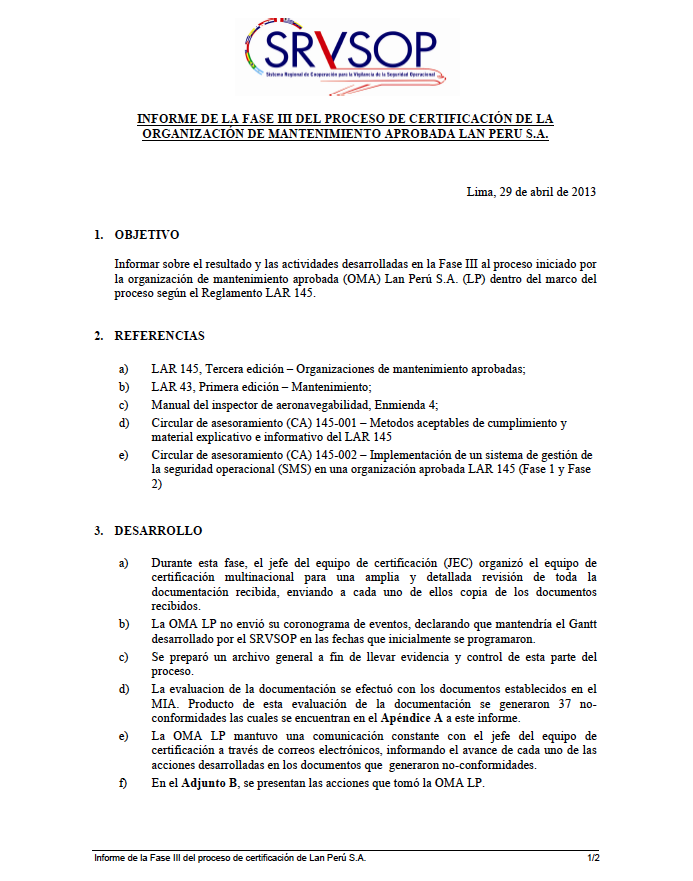 SRVSOP
Sistema Regional de Cooperación para la Vigilancia de la Seguridad Operacional
INFORME DE LA FASE III DEL PROCESO DE CERTIFICACIÓN DE LA
ORGANIZACIÓN DE MANTENIMIENTO APROBADA LAN PERU S.A.
Lima, 29 de abril de 2013
1. OBJETIVO
Informar sobre el resultado y las actividades desarrolladas en la Fase III al proceso iniciado por
la organización de mantenimiento aprobada (OMA) Lan Perú S.A. (LP) dentro del marco del
proceso según el Reglamento LAR 145.
2. REFERENCIAS
a) LAR 145, Tercera edición – Organizaciones de mantenimiento aprobadas;
b) LAR 43, Primera edición – Mantenimiento;
c) Manual del inspector de aeronavegabilidad, Enmienda 4;
d) Circular de asesoramiento (CA) 145-001 – Metodos aceptables de cumplimiento y
material explicativo e informativo del LAR 145
e) Circular de asesoramiento (CA) 145-002 – Implementación de un sistema de gestión de
la seguridad operacional (SMS) en una organización aprobada LAR 145 (Fase 1 y Fase
2)
3. DESARROLLO
a) Durante esta fase, el jefe del equipo de certificación (JEC) organizó el equipo de
certificación multinacional para una amplia y detallada revisión de toda la
documentación recibida, enviando a cada uno de ellos copia de los documentos
recibidos.
b) La OMA LP no envió su coronograma de eventos, declarando que mantendría el Gantt
desarrollado por el SRVSOP en las fechas que inicialmente se programaron.
c) Se preparó un archivo general a fin de llevar evidencia y control de esta parte del
proceso.
d) La evaluacion de la documentación se efectuó con los documentos establecidos en el
MIA. Producto de esta evaluación de la documentación se generaron 37 no-
conformidades las cuales se encuentran en el Apéndice A a este informe.
e) La OMA LP mantuvo una comunicación constante con el jefe del equipo de
certificación a través de correos electrónicos, informando el avance de cada uno de las
acciones desarrolladas en los documentos que generaron no-conformidades.
f) En el Adjunto B, se presentan las acciones que tomó la OMA LP.
Informe de la Fase III del proceso de certificación de Lan Perú S.A. 1/2